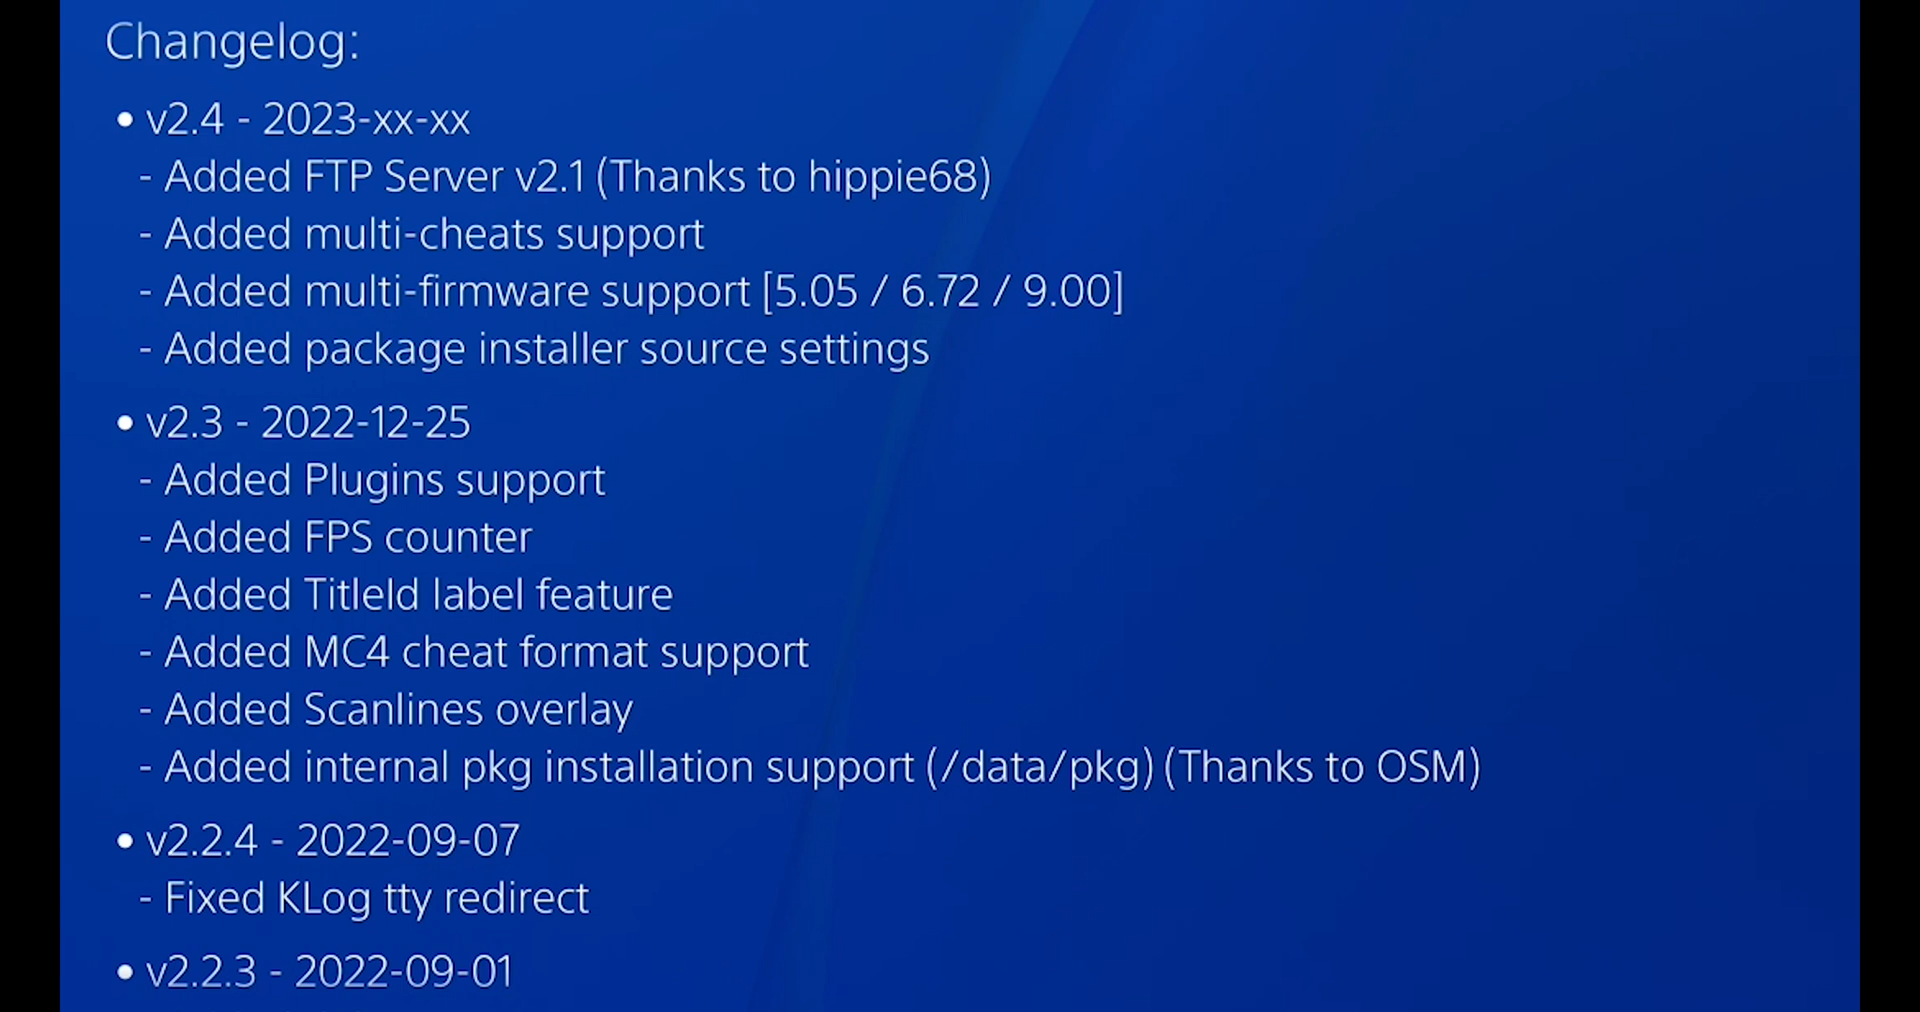 Changelog:
• v2.4 - 2023-xx-xx
- Added FTP Server v2.1 (Thanks to hippie68)
- Added multi-cheats support
- Added multi-firmware support [5.05 / 6.72 / 9.00]
- Added package installer source settings
• v2.3 - 2022-12-25
- Added Plugins support
- Added FPS counter
- Added TitleId label feature
- Added MC4 cheat format support
- Added Scanlines overlay
- Added internal pkg installation support (/data/pkg) (Thanks to OSM)
• v2.2.4 - 2022-09-07
- Fixed KLog tty redirect
• v2.2.3 - 2022-09-01